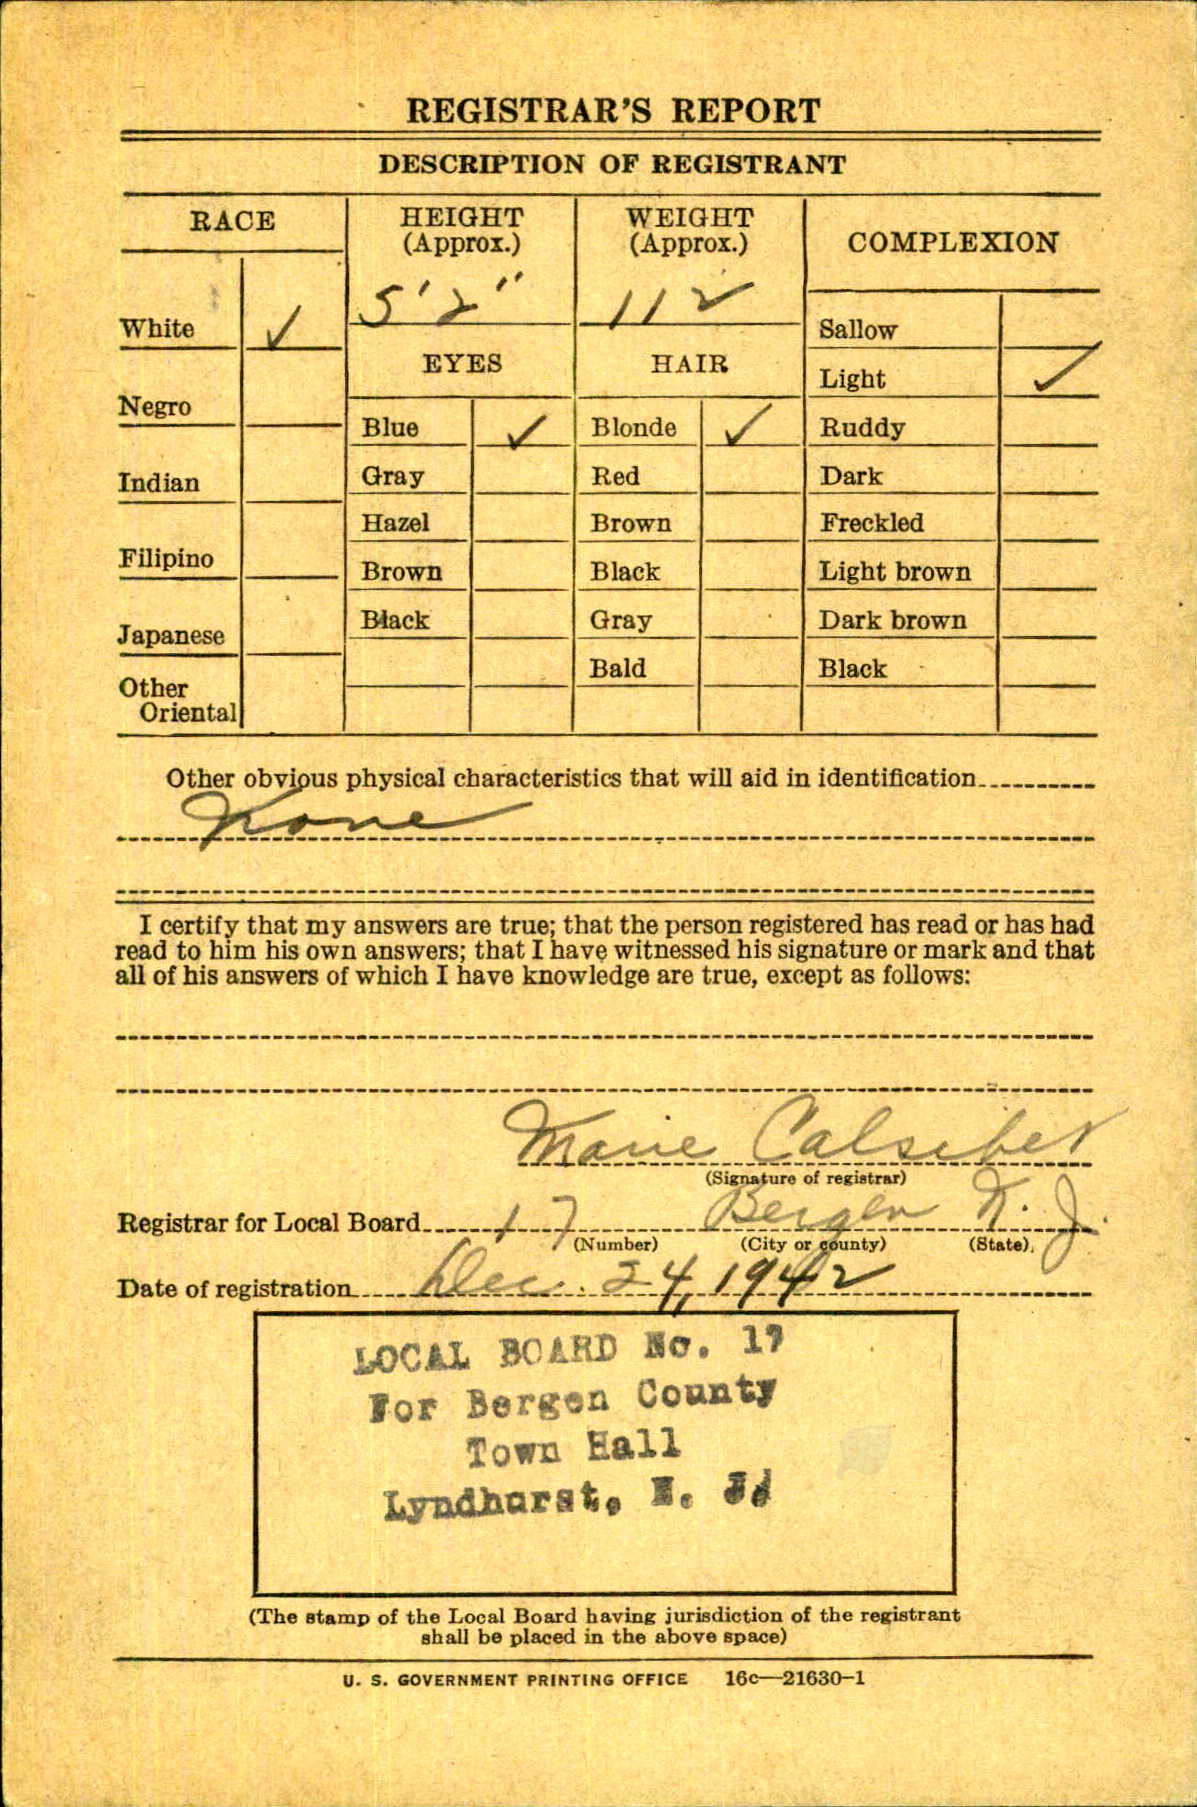 REGISTRAR'S REPORT
DESCRIPTION OF REGISTRANT
RACE
HEIGHT
(Approx.)
WEIGHT
(Approx.)
COMPLEXION
5' 2"
112
White ✓
Sallow
EYES
HAIR
Light ✓
Negro
Blue ✓
Blonde ✓
Ruddy
Indian
Gray
Red
Dark
Hazel
Brown
Freckled
Filipino
Brown
Black
Light brown
Japanese
Black
Gray
Dark brown
Other
Oriental
Bald
Black
Other obvious physical characteristics that will aid in identification
None
I certify that my answers are true; that the person registered has read or has had
read to him his own answers; that I have witnessed his signature or mark and that
all of his answers of which I have knowledge are true, except as follows:
Marie
(Signature of registrar)
Registrar for Local Board 17 Bergen N. J.
(Number) (City or county) (State)
Date of registration Dec. 24, 1942
LOCAL BOARD No. 17
For Bergen County
Town Hall
Lyndhurst, N. J.
(The stamp of the Local Board having jurisdiction of the registrant
shall be placed in the above space)
U. S. GOVERNMENT PRINTING OFFICE 16c—21630-1